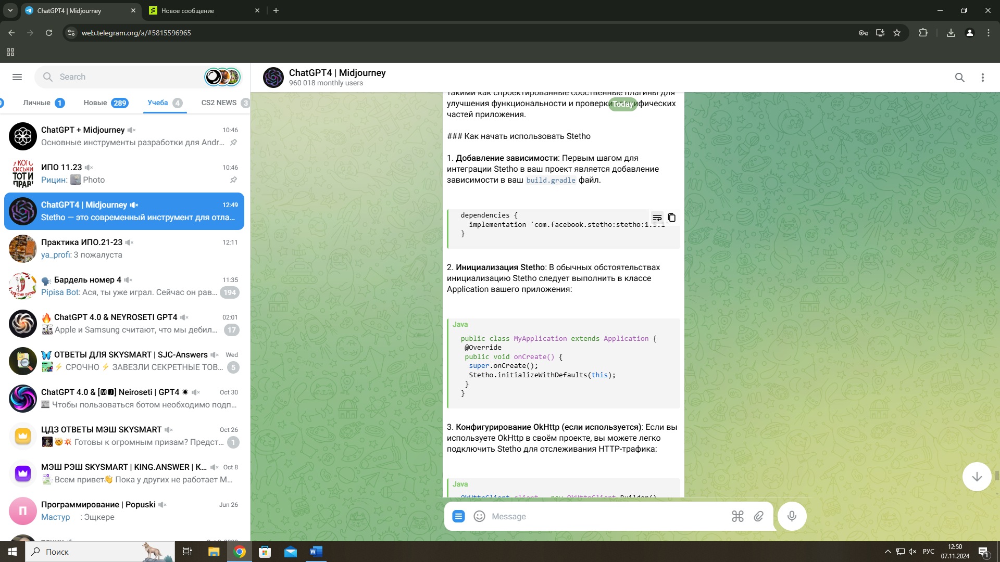 ChatGPT4 | Midjourney
Новое сообщение
web.telegram.org/a/#5815596965
Search
Личные 1
Новые 289
Учеба 4
CS2 NEWS 3
ChatGPT + Midjourney 10:46
Основные инструменты разработки для Andr...
ИПО 11.23 10:46
Рицин: Photo
ChatGPT4 | Midjourney 12:49
Stetho — это современный инструмент для отла...
Практика ИПО.21-23 12:11
ya_profi: 3 пожалуста
Бардель номер 4 11:35
Pipisa Bot: Ася, ты уже играл. Сейчас он рав... 194
ChatGPT 4.0 & NEYROSETI GPT4 02:01
Apple и Samsung считают, что мы дебил... 17
ОТВЕТЫ ДЛЯ SKYSMART | SJC-Answers Wed
СРОЧНО ⚡ ЗАВЕЗЛИ СЕКРЕТНЫЕ ТОВ... 5
ChatGPT 4.0 & [MJ] Neiroseti | GPT4 Oct 30
Чтобы пользоваться ботом необходимо подп...
ЦДЗ ОТВЕТЫ МЭШ SKYSMART Oct 26
Готовы к огромным призам? Предст... 1
МЭШ РЭШ SKYSMART | KING.ANSWER | К... Oct 8
Всем привет👋 Пока у других не работает М...
П
Программирование | Popuski Jun 26
Мастур : Эщкере
ChatGPT4 | Midjourney
960 018 monthly users
такими как спроектированные собственные плагины для
Today
улучшения функциональности и проверки
частей приложения.
### Как начать использовать Stetho
1. Добавление зависимости: Первым шагом для
интеграции Stetho в ваш проект является добавление
зависимости в ваш build.gradle файл.
dependencies {
implementation 'com.facebook.stetho:stetho:1.5.1'
}
2. Инициализация Stetho: В обычных обстоятельствах
инициализацию Stetho следует выполнить в классе
Application вашего приложения:
Java
public class MyApplication extends Application {
@Override
public void onCreate() {
super.onCreate();
Stetho.initializeWithDefaults(this);
}
}
3. Конфигурирование OkHttp (если используется): Если вы
используете OkHttp в своём проекте, вы можете легко
подключить Stetho для отслеживания HTTP-трафика:
Java
OkHttpClient client = new OkHttpClient.Builder()
Message
Поиск
РУС
12:50
07.11.2024
1